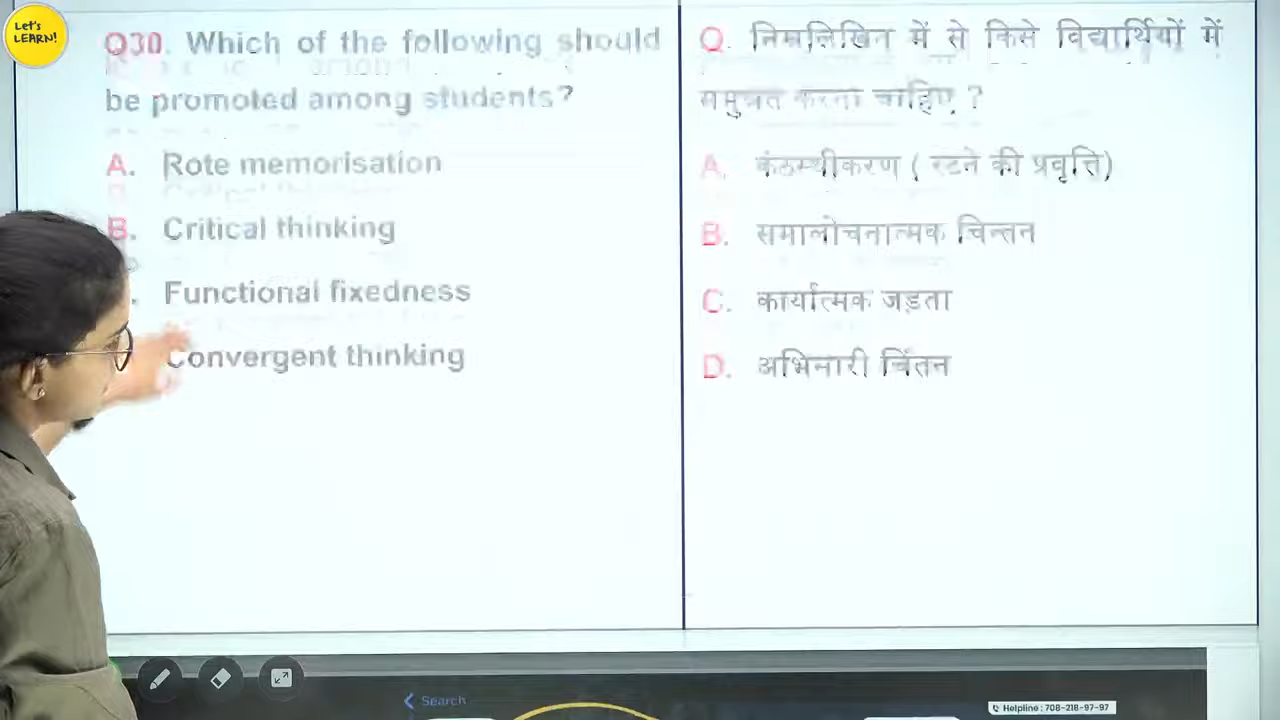 Let's
LEARN!
Q30. Which of the following should
be promoted among students?
A. Rote memorisation
B. Critical thinking
Functional fixedness
Convergent thinking
Q. निम्नलिखित में से किसे विद्यार्थियों में
समुन्नत करना चाहिए ?
A. कंठस्थीकरण ( रटने की प्रवृत्ति)
B. समालोचनात्मक चिन्तन
C. कार्यात्मक जड़ता
D. अभिसारी चिंतन
Search
Helpline : 708-218-97-97